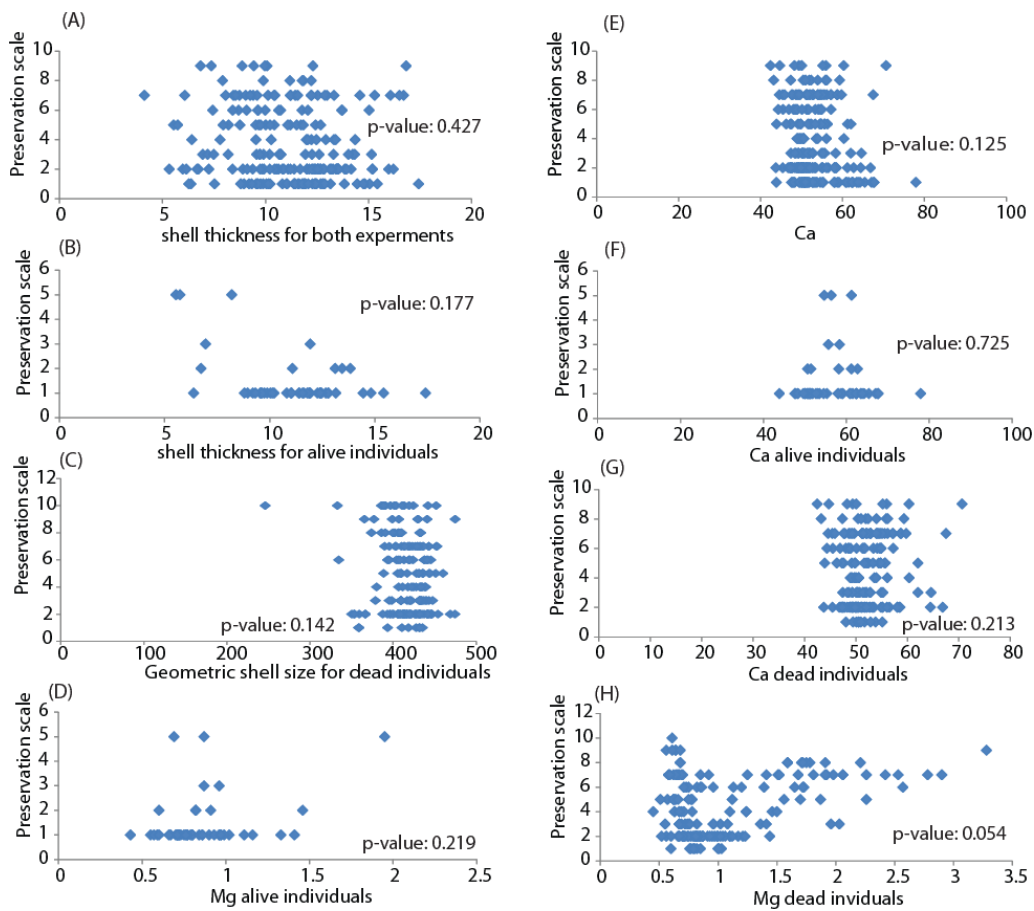 (A)
Preservation scale
10
8
6
4
2
0
p-value: 0.427
0 5 10 15 20
shell thickness for both experments
(B)
Preservation scale
6
5
4
3
2
1
0
p-value: 0.177
0 5 10 15 20
shell thickness for alive individuals
(C)
Preservation scale
12
10
8
6
4
2
0
p-value: 0.142
0 100 200 300 400 500
Geometric shell size for dead individuals
(D)
Preservation scale
6
5
4
3
2
1
0
p-value: 0.219
0 0.5 1 1.5 2 2.5
Mg alive individuals
(E)
Preservation scale
10
8
6
4
2
0
p-value: 0.125
0 20 40 60 80 100
Ca
(F)
Preservation scale
6
5
4
3
2
1
0
p-value: 0.725
0 20 40 60 80 100
Ca alive individuals
(G)
Preservation scale
10
8
6
4
2
0
p-value: 0.213
0 10 20 30 40 50 60 70 80
Ca dead individuals
(H)
Preservation scale
12
10
8
6
4
2
0
p-value: 0.054
0 0.5 1 1.5 2 2.5 3 3.5
Mg dead inviduals